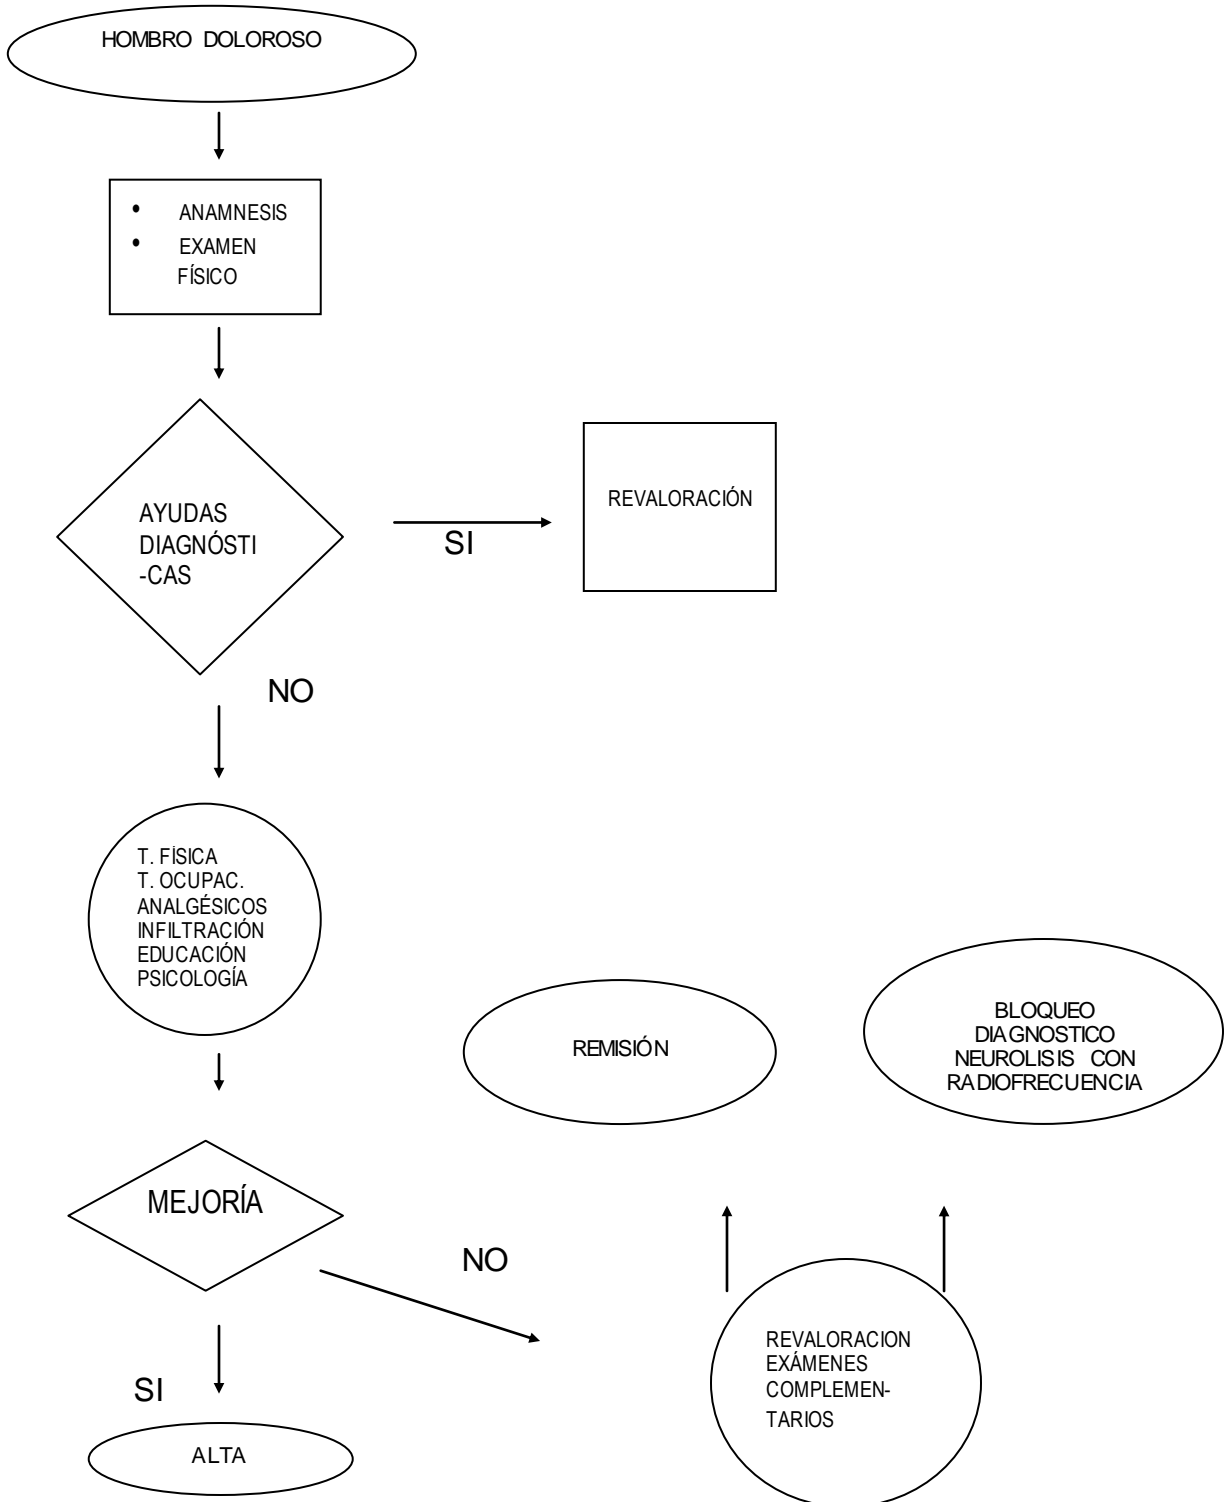 HOMBRO DOLOROSO
• ANAMNESIS
• EXAMEN
FÍSICO
AYUDAS
DIAGNÓSTI
-CAS
SI
REVALORACIÓN
NO
T. FÍSICA
T. OCUPAC.
ANALGÉSICOS
INFILTRACIÓN
EDUCACIÓN
PSICOLOGÍA
MEJORÍA
NO
SI
ALTA
REVALORACION
EXÁMENES
COMPLEMEN-
TARIOS
REMISIÓN
BLOQUEO
DIAGNOSTICO
NEUROLISIS CON
RADIOFRECUENCIA